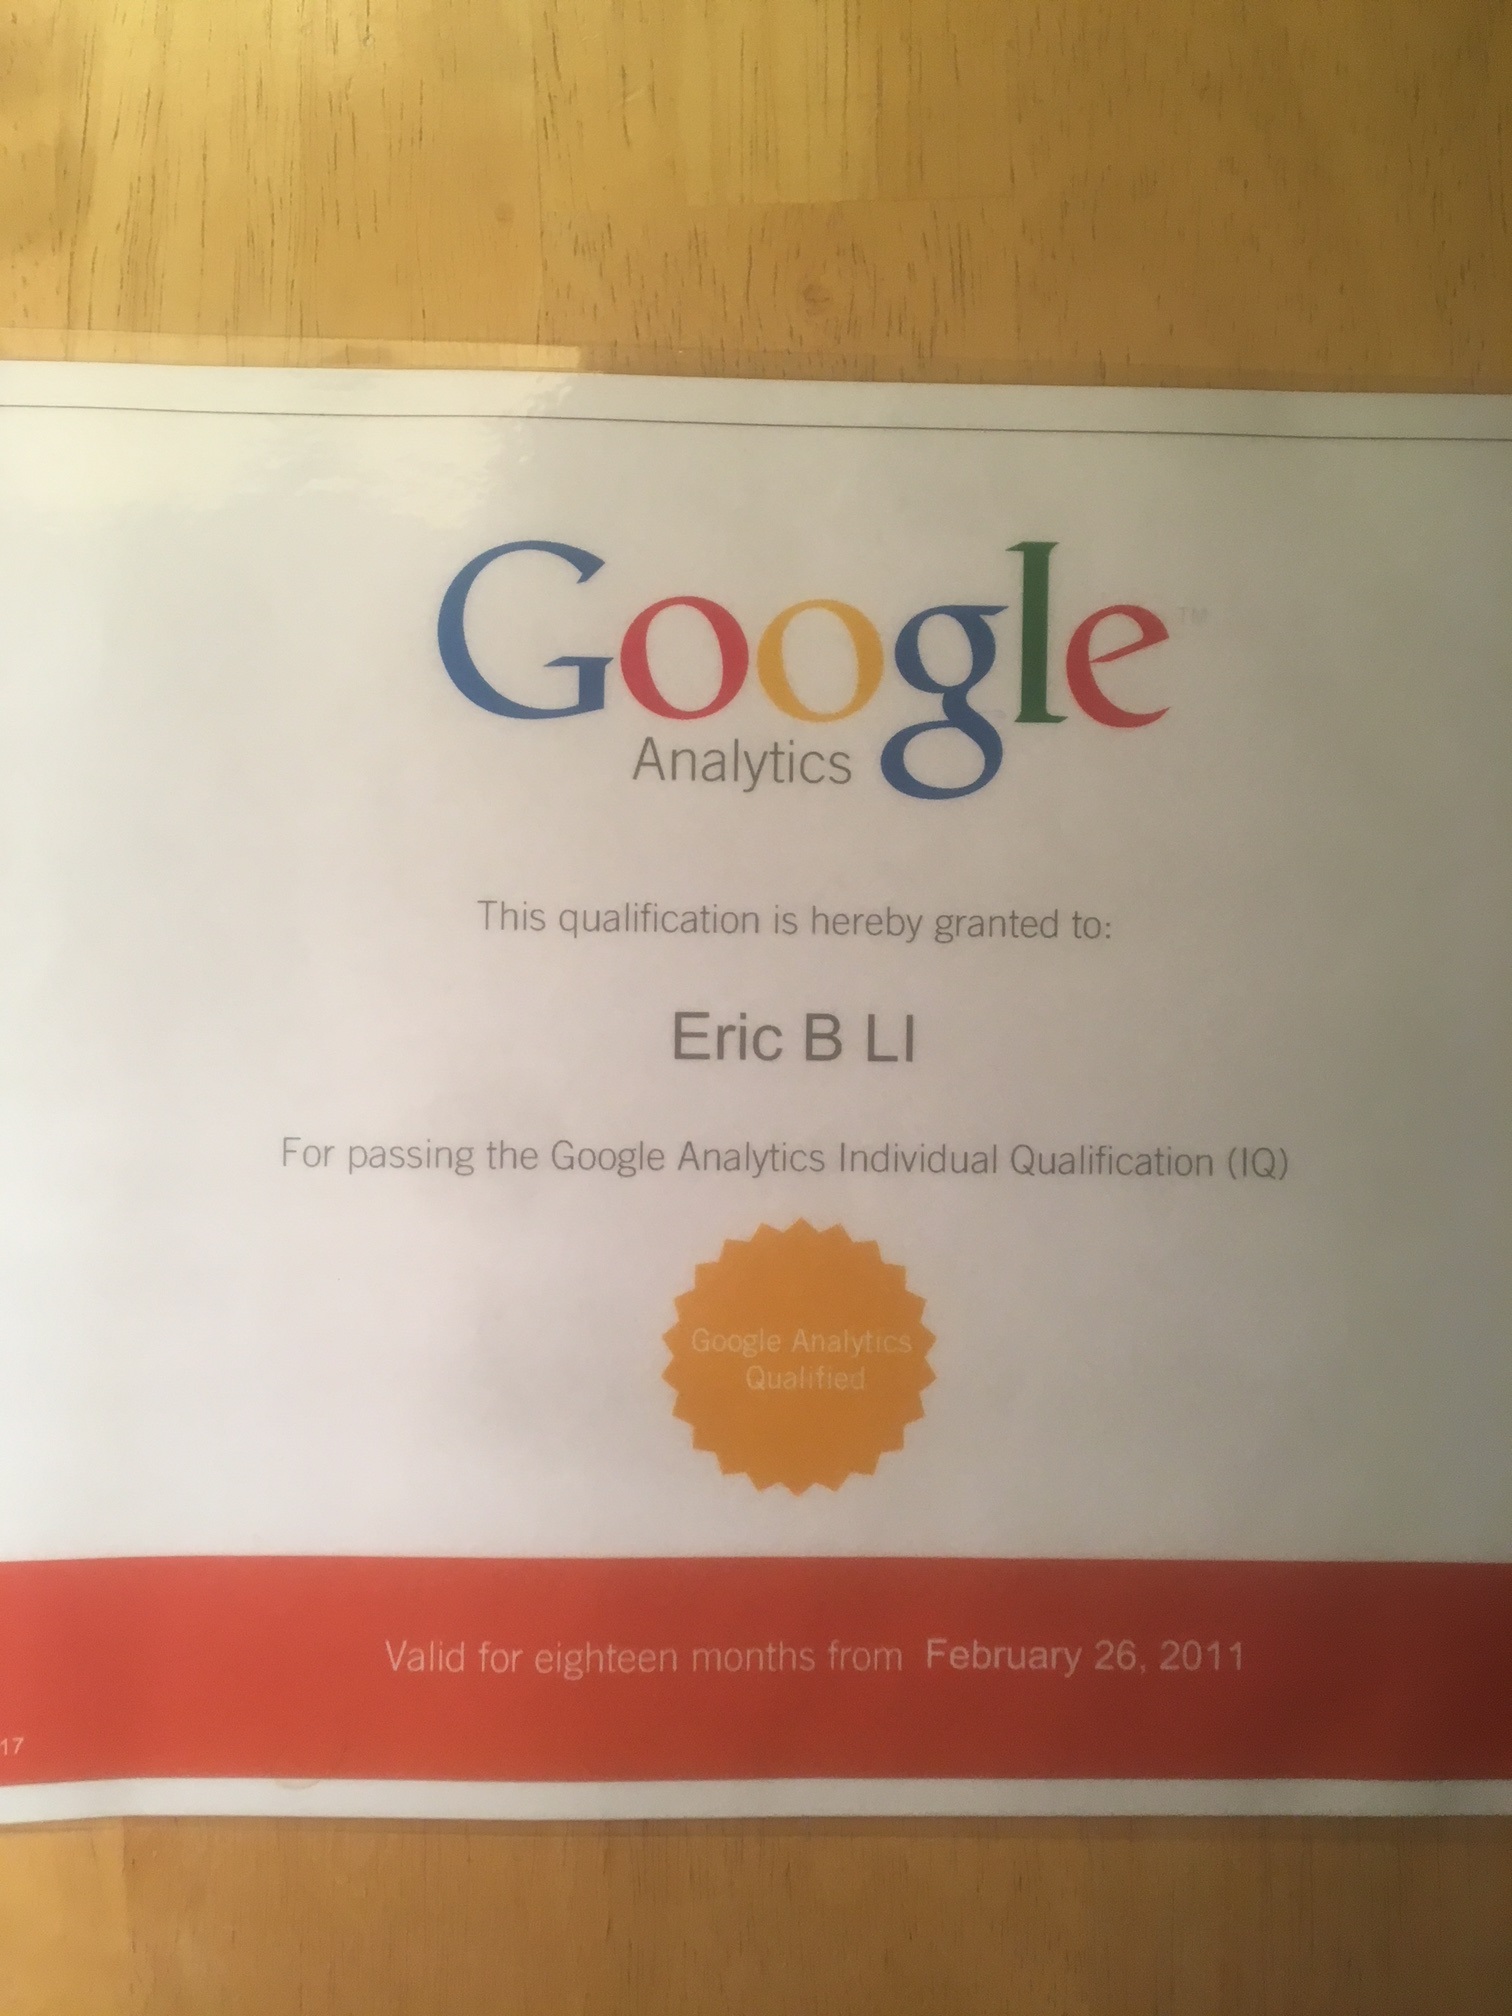 Google™
Analytics
This qualification is hereby granted to:
Eric B LI
For passing the Google Analytics Individual Qualification (IQ)
Google Analytics
Qualified
Valid for eighteen months from February 26, 2011
17